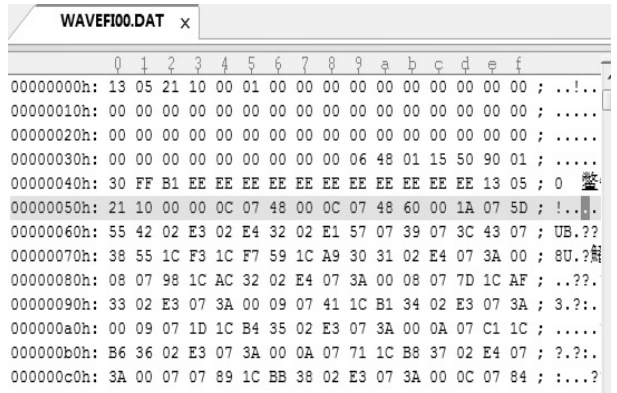 WAVEFI00.DAT x
0 1 2 3 4 5 6 7 8 9 a b c d e f
00000000h: 13 05 21 10 00 01 00 00 00 00 00 00 00 00 00 00 ; ..!..
00000010h: 00 00 00 00 00 00 00 00 00 00 00 00 00 00 00 00 ; .....
00000020h: 00 00 00 00 00 00 00 00 00 00 00 00 00 00 00 00 ; .....
00000030h: 00 00 00 00 00 00 00 00 00 06 48 01 15 50 90 01 ; .....
00000040h: 30 FF B1 EE EE EE EE EE EE EE EE EE EE EE 13 05 ; 0 鳖
00000050h: 21 10 00 00 0C 07 48 00 0C 07 48 60 00 1A 07 5D ; !....
00000060h: 55 42 02 E3 02 E4 32 02 E1 57 07 39 07 3C 43 07 ; UB.??
00000070h: 38 55 1C F3 1C F7 59 1C A9 30 31 02 E4 07 3A 00 ; 8U.?
00000080h: 08 07 98 1C AC 32 02 E4 07 3A 00 08 07 7D 1C AF ; ..??.
00000090h: 33 02 E3 07 3A 00 09 07 41 1C B1 34 02 E3 07 3A ; 3.?:.
000000a0h: 00 09 07 1D 1C B4 35 02 E3 07 3A 00 0A 07 C1 1C ; .....
000000b0h: B6 36 02 E3 07 3A 00 0A 07 71 1C B8 37 02 E4 07 ; ?.?:.
000000c0h: 3A 00 07 07 89 1C BB 38 02 E3 07 3A 00 0C 07 84 ; :...?